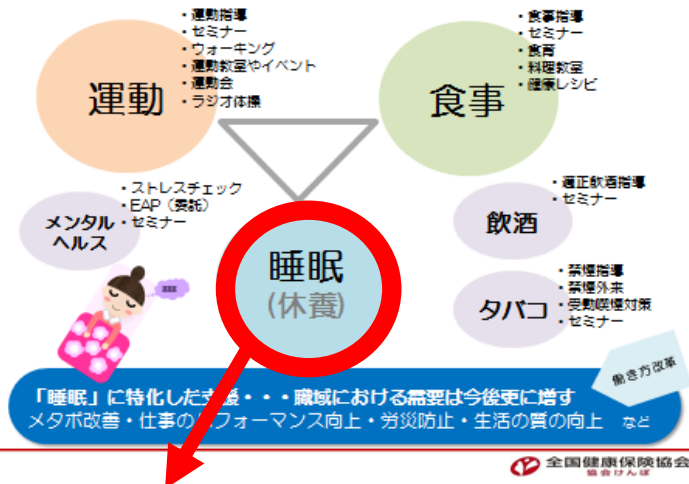 運動
・運動指導
・セミナー
・ウォーキング
・運動教室やイベント
・運動会
・ラジオ体操
食事
・食事指導
・セミナー
・食育
・料理教室
・健康レシピ
メンタル
ヘルス
・ストレスチェック
・EAP（委託）
・セミナー
睡眠
(休養)
飲酒
・適正飲酒指導
・セミナー
タバコ
・禁煙指導
・禁煙外来
・受動喫煙対策
・セミナー
zzz
働き方改革
「睡眠」に特化した支援・・・職域における需要は今後更に増す
メタボ改善・仕事のパフォーマンス向上・労災防止・生活の質の向上 など
全国健康保険協会
協会けんぽ